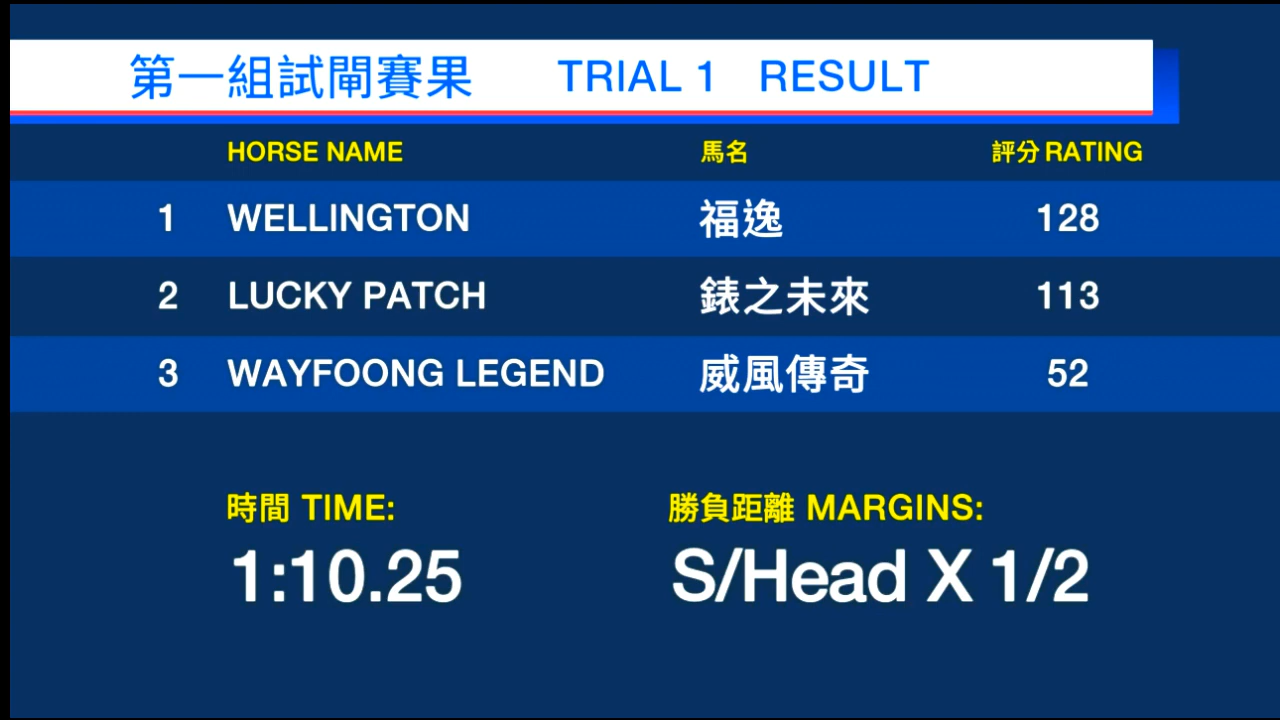 第一組試閘賽果 TRIAL 1 RESULT
HORSE NAME 馬名 評分 RATING
1 WELLINGTON 福逸 128
2 LUCKY PATCH 錶之未來 113
3 WAYFOONG LEGEND 威風傳奇 52
時間 TIME: 勝負距離 MARGINS:
1:10.25 S/Head X 1/2